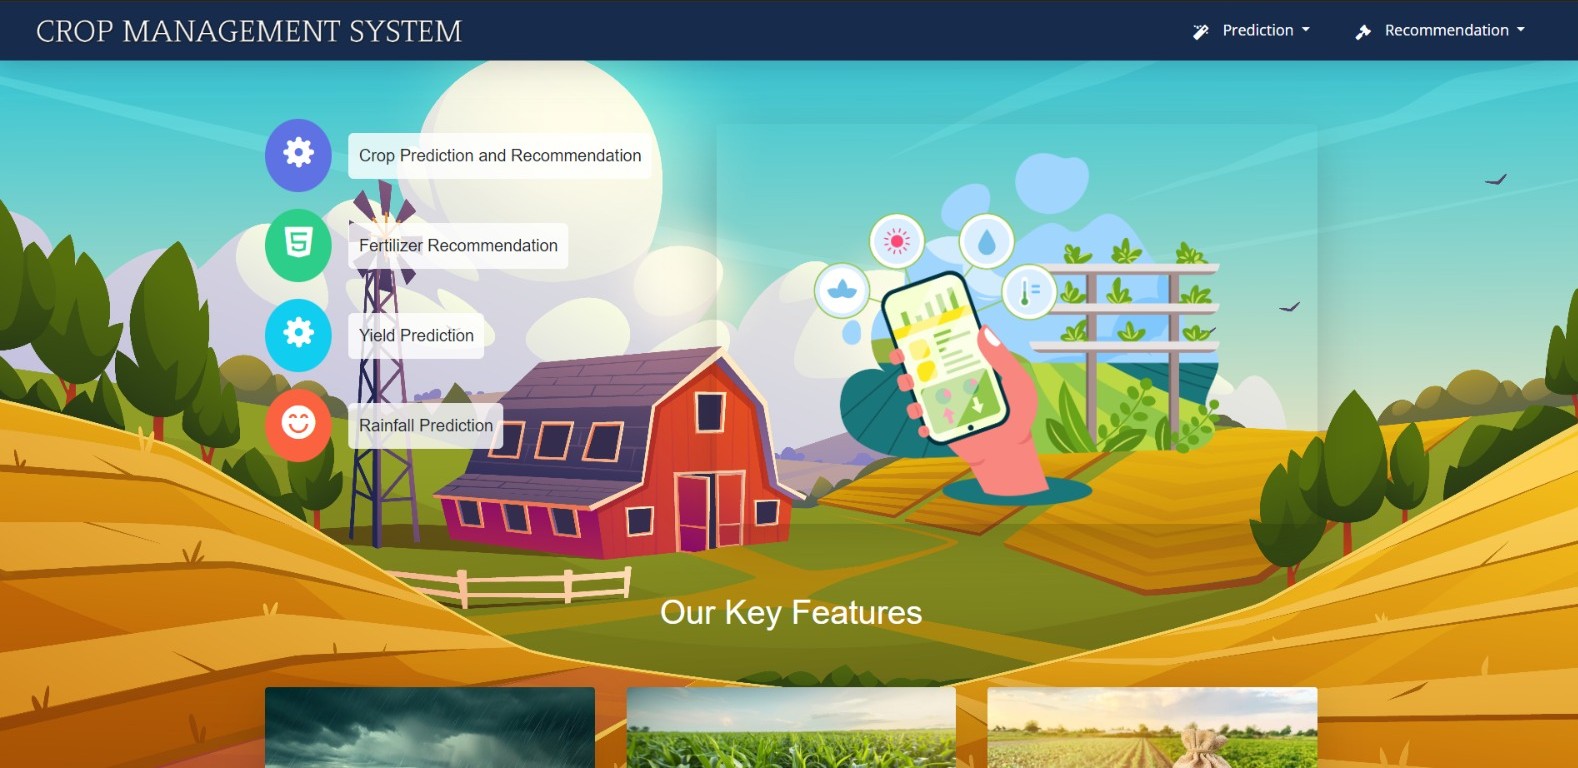 CROP MANAGEMENT SYSTEM
Prediction
Recommendation
Crop Prediction and Recommendation
Fertilizer Recommendation
Yield Prediction
Rainfall Prediction
Our Key Features